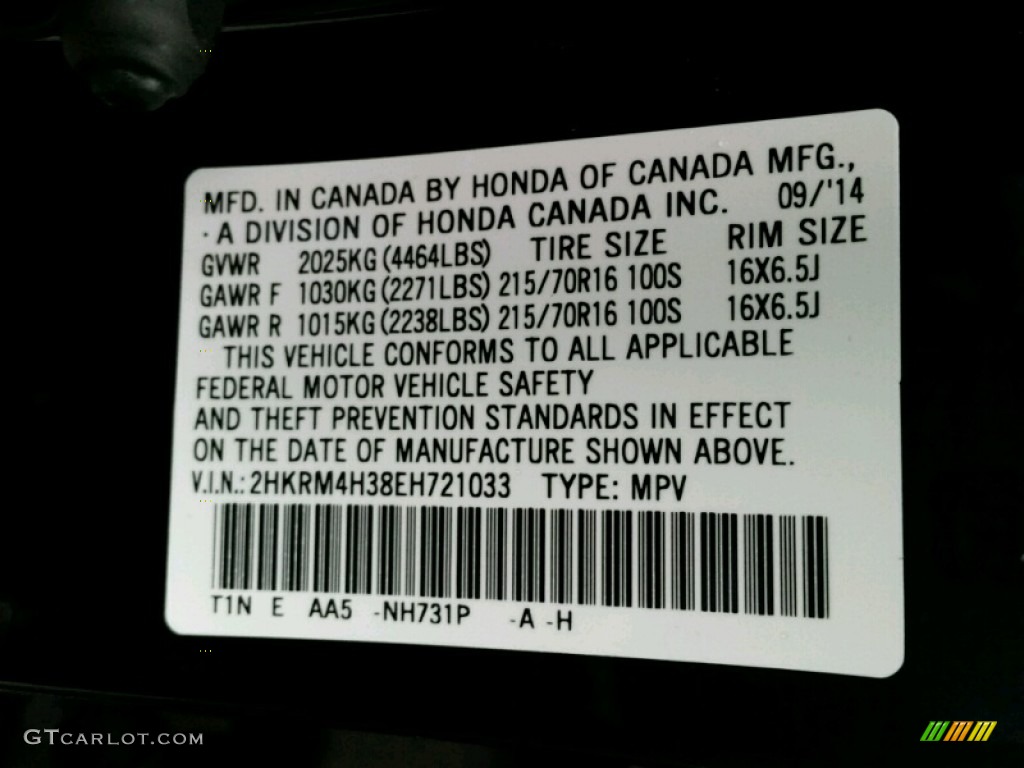 MFD. IN CANADA BY HONDA OF CANADA MFG.,
A DIVISION OF HONDA CANADA INC. 09/'14
GVWR 2025KG (4464LBS) TIRE SIZE RIM SIZE
GAWR F 1030KG (2271LBS) 215/70R16 100S 16X6.5J
GAWR R 1015KG (2238LBS) 215/70R16 100S 16X6.5J
THIS VEHICLE CONFORMS TO ALL APPLICABLE
FEDERAL MOTOR VEHICLE SAFETY
AND THEFT PREVENTION STANDARDS IN EFFECT
ON THE DATE OF MANUFACTURE SHOWN ABOVE.
V.I.N.: 2HKRM4H38EH721033 TYPE: MPV
T1N E AA5 -NH731P -A -H
GTCARLOT.COM